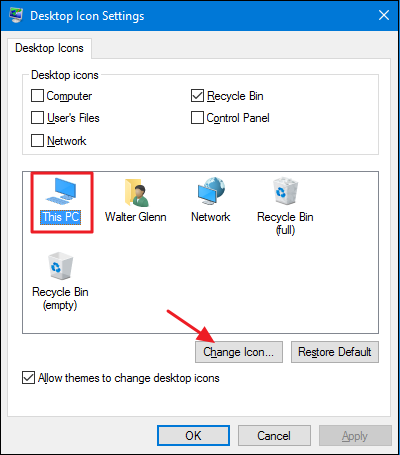 Desktop Icon Settings
Desktop Icons
Desktop icons
Computer
Recycle Bin
User's Files
Control Panel
Network
This PC
Walter Glenn
Network
Recycle Bin
(full)
Recycle Bin
(empty)
Change Icon...
Restore Default
Allow themes to change desktop icons
OK
Cancel
Apply